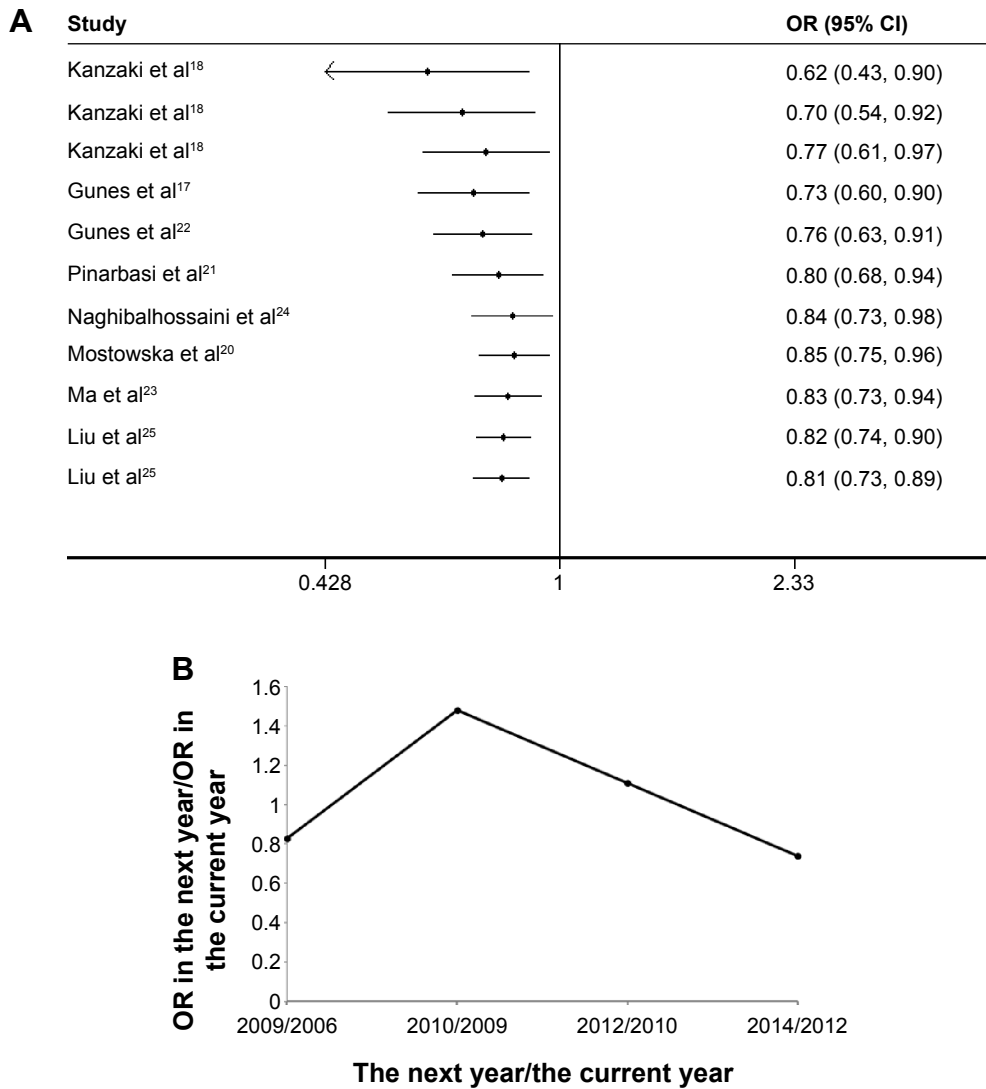 A
Study OR (95% CI)
Kanzaki et al18 0.62 (0.43, 0.90)
Kanzaki et al18 0.70 (0.54, 0.92)
Kanzaki et al18 0.77 (0.61, 0.97)
Gunes et al17 0.73 (0.60, 0.90)
Gunes et al22 0.76 (0.63, 0.91)
Pinarbasi et al21 0.80 (0.68, 0.94)
Naghibalhossaini et al24 0.84 (0.73, 0.98)
Mostowska et al20 0.85 (0.75, 0.96)
Ma et al23 0.83 (0.73, 0.94)
Liu et al25 0.82 (0.74, 0.90)
Liu et al25 0.81 (0.73, 0.89)
0.428 1 2.33
B
OR in the next year/OR in
the current year
1.6
1.4
1.2
1
0.8
0.6
0.4
0.2
0
2009/2006 2010/2009 2012/2010 2014/2012
The next year/the current year